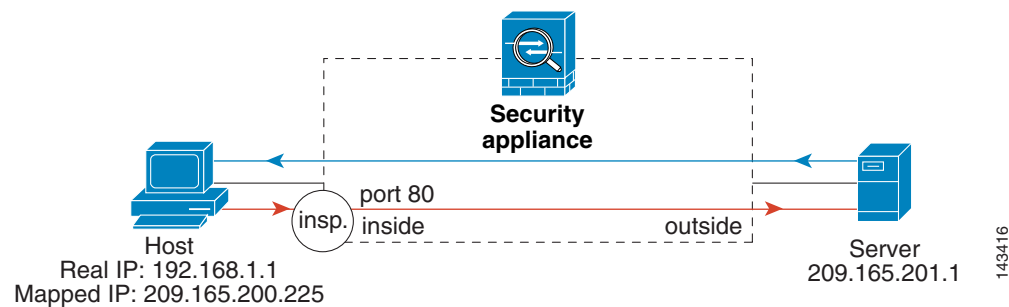 Security
appliance
port 80
insp.
inside
outside
Host
Real IP: 192.168.1.1
Mapped IP: 209.165.200.225
Server
209.165.201.1
143416